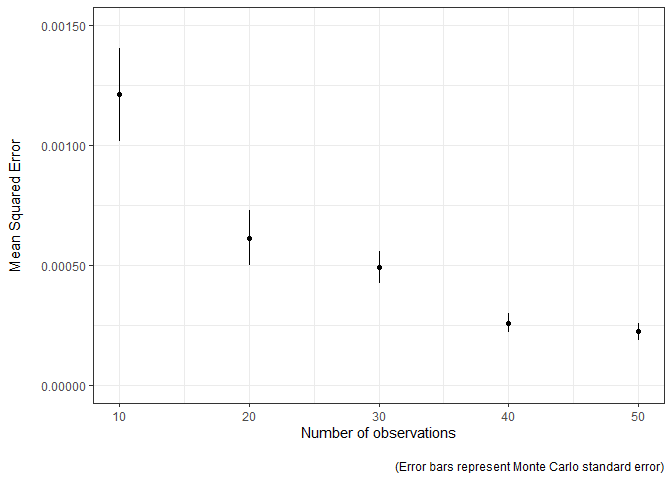 0.00150
0.00100
0.00050
0.00000
Mean Squared Error
10 20 30 40 50
Number of observations
(Error bars represent Monte Carlo standard error)